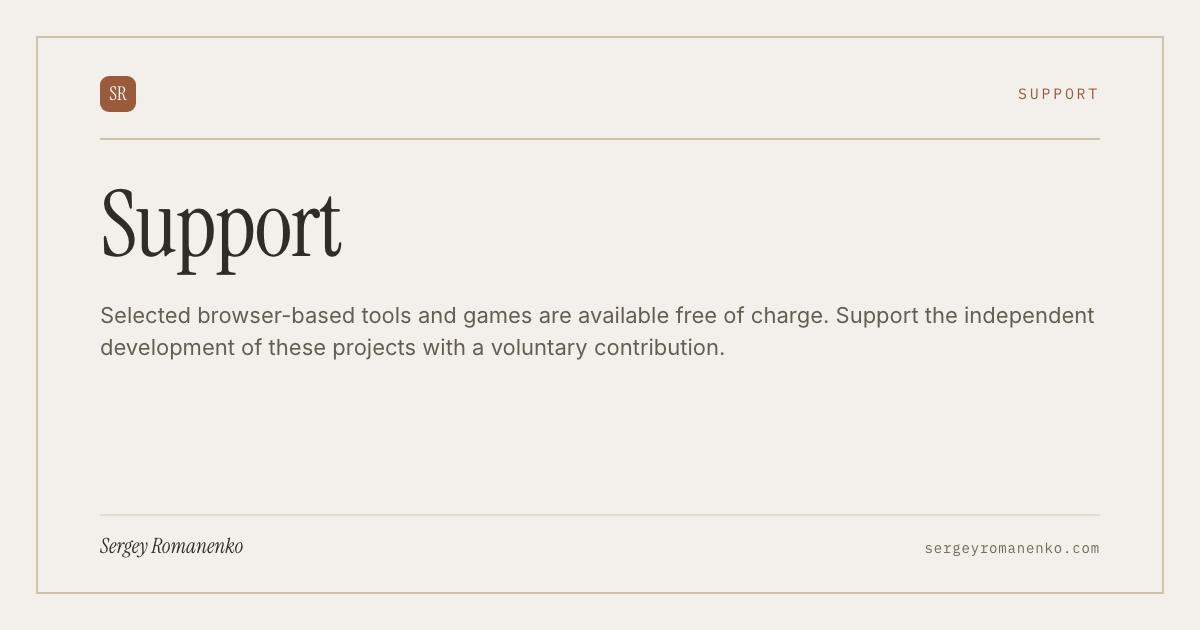 SR
SUPPORT
Support
Selected browser-based tools and games are available free of charge. Support the independent
development of these projects with a voluntary contribution.
Sergey Romanenko
sergeyromanenko.com